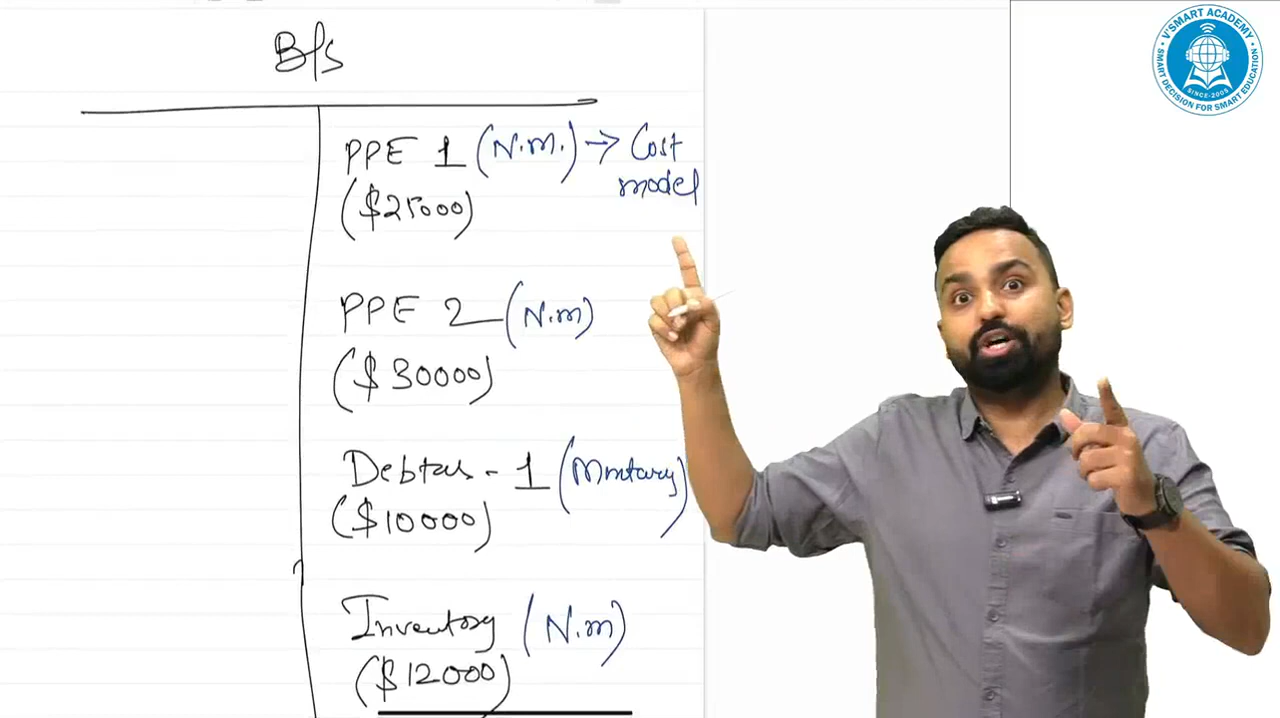 B/s
PPE 1 (N.m.) → Cost
model
($25000)
PPE 2 (N.m)
($30000)
Debtors - 1 (Monetary)
($10000)
Inventory (N.m)
($12000)
V'SMART ACADEMY
SMART DECISION FOR SMART EDUCATION
SINCE-2005